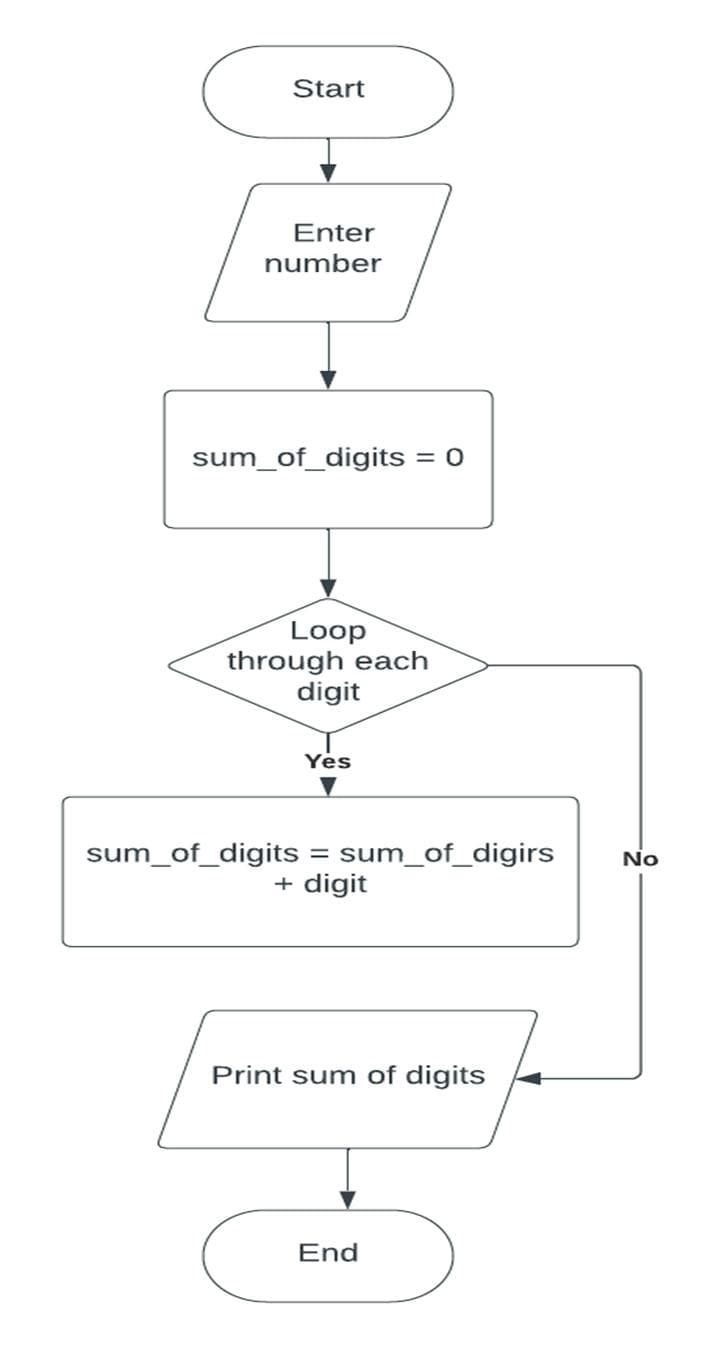 Start
Enter
number
sum_of_digits = 0
Loop
through each
digit
Yes
sum_of_digits = sum_of_digirs
+ digit
No
Print sum of digits
End